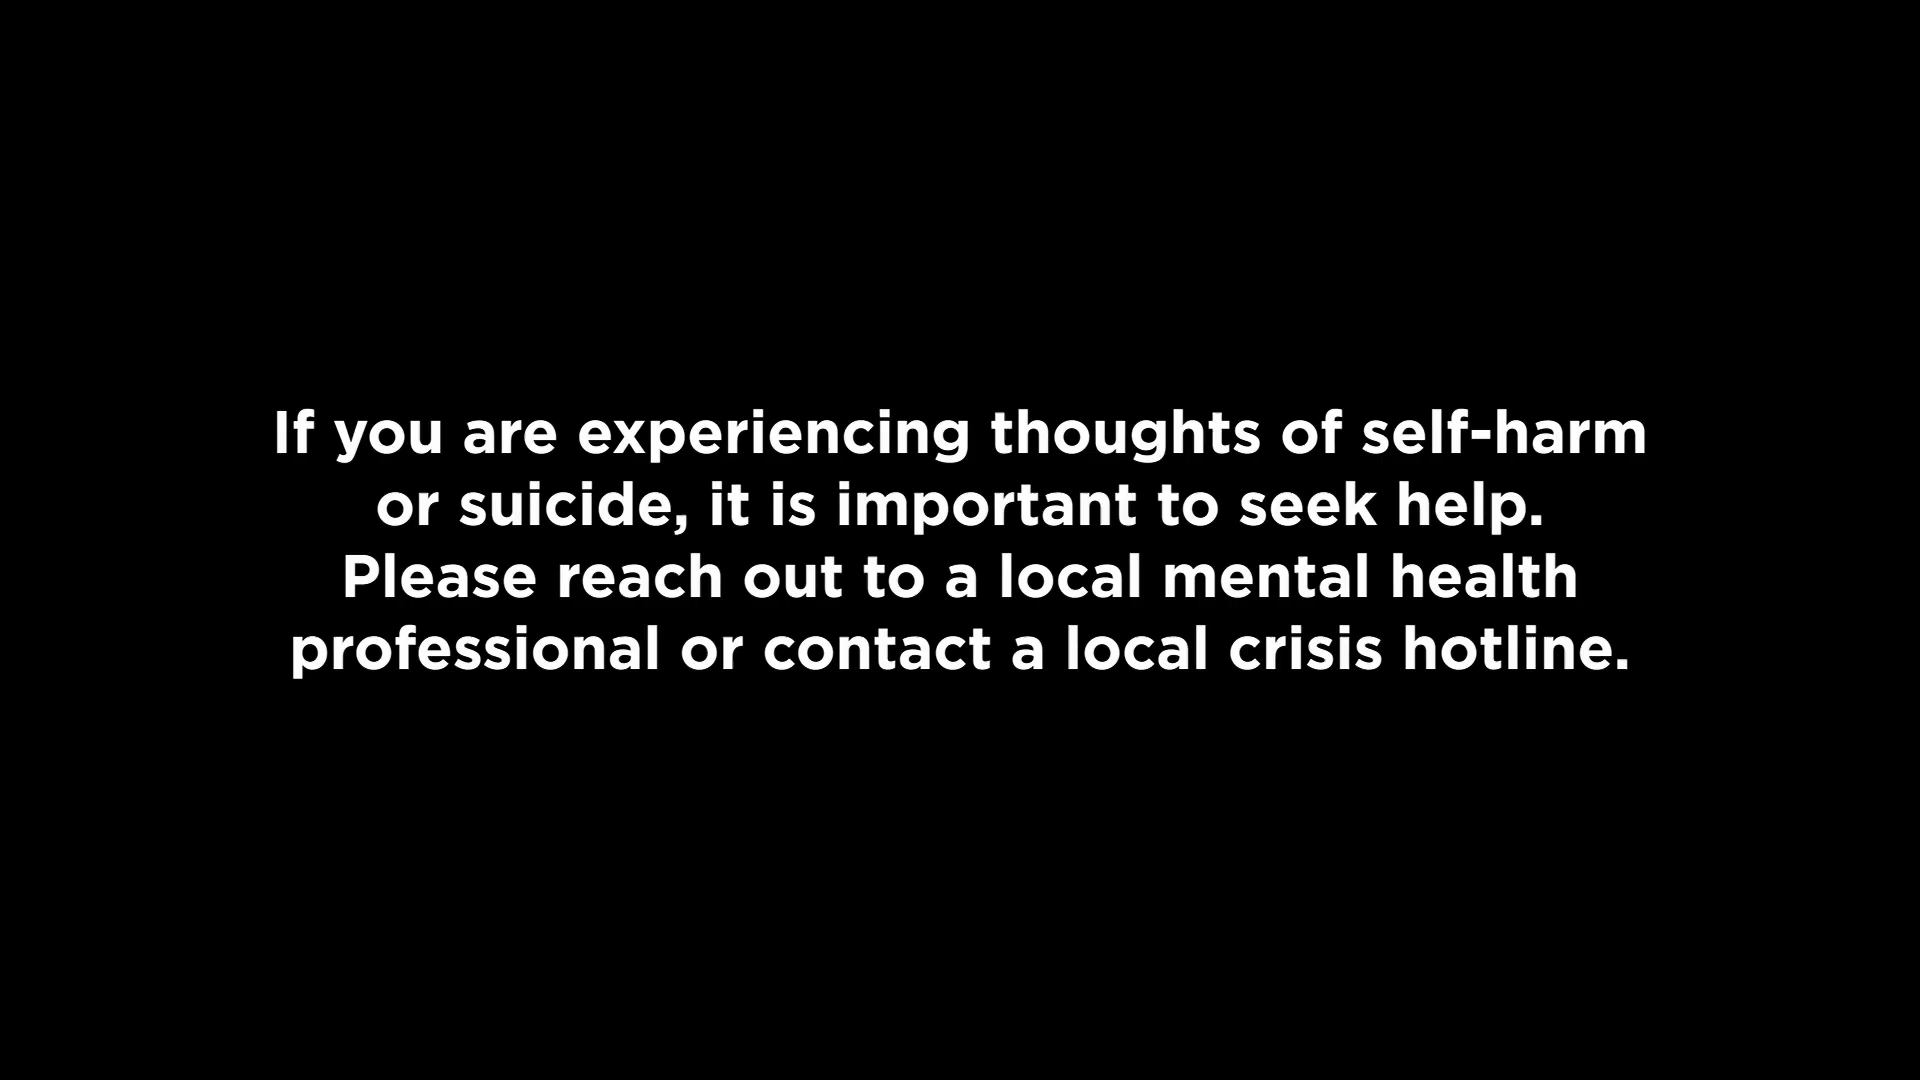 If you are experiencing thoughts of self-harm
or suicide, it is important to seek help.
Please reach out to a local mental health
professional or contact a local crisis hotline.